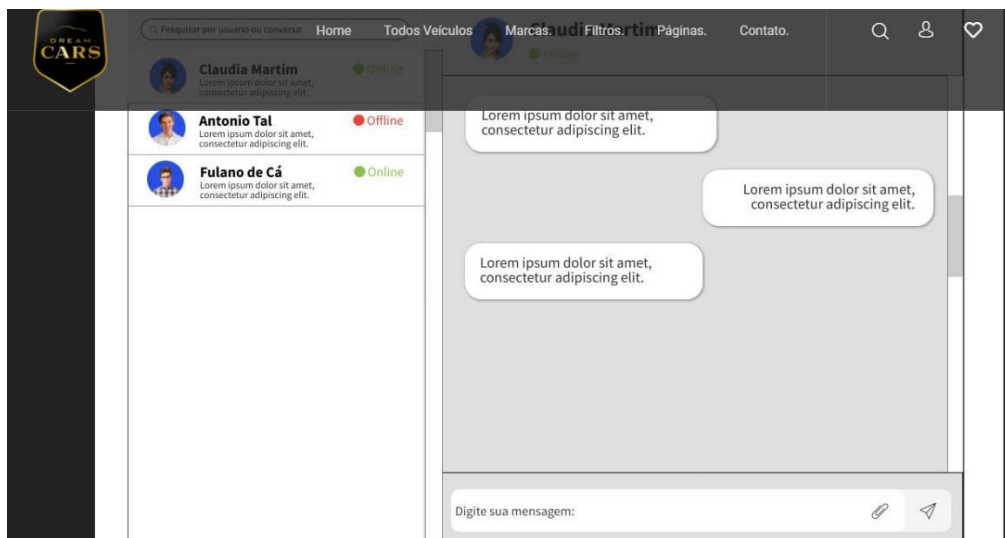 DREAM
CARS
Home Todos Veículos Marcas. Filtros. Páginas. Contato.
Pesquisar por usuario ou conversa:
Claudia Martim
Online
Claudia Martim
Online
Lorem ipsum dolor sit amet,
consectetur adipiscing elit.
Antonio Tal
Offline
Lorem ipsum dolor sit amet,
consectetur adipiscing elit.
Fulano de Cá
Online
Lorem ipsum dolor sit amet,
consectetur adipiscing elit.
Lorem ipsum dolor sit amet,
consectetur adipiscing elit.
Lorem ipsum dolor sit amet,
consectetur adipiscing elit.
Lorem ipsum dolor sit amet,
consectetur adipiscing elit.
Digite sua mensagem: